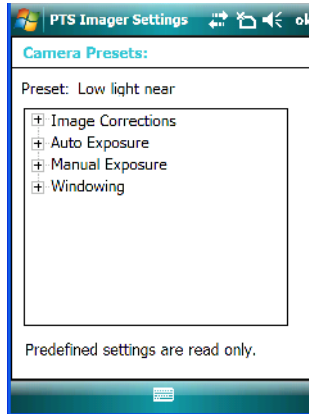 PTS Imager Settings ok
Camera Presets:
Preset: Low light near
Image Corrections
Auto Exposure
Manual Exposure
Windowing
Predefined settings are read only.